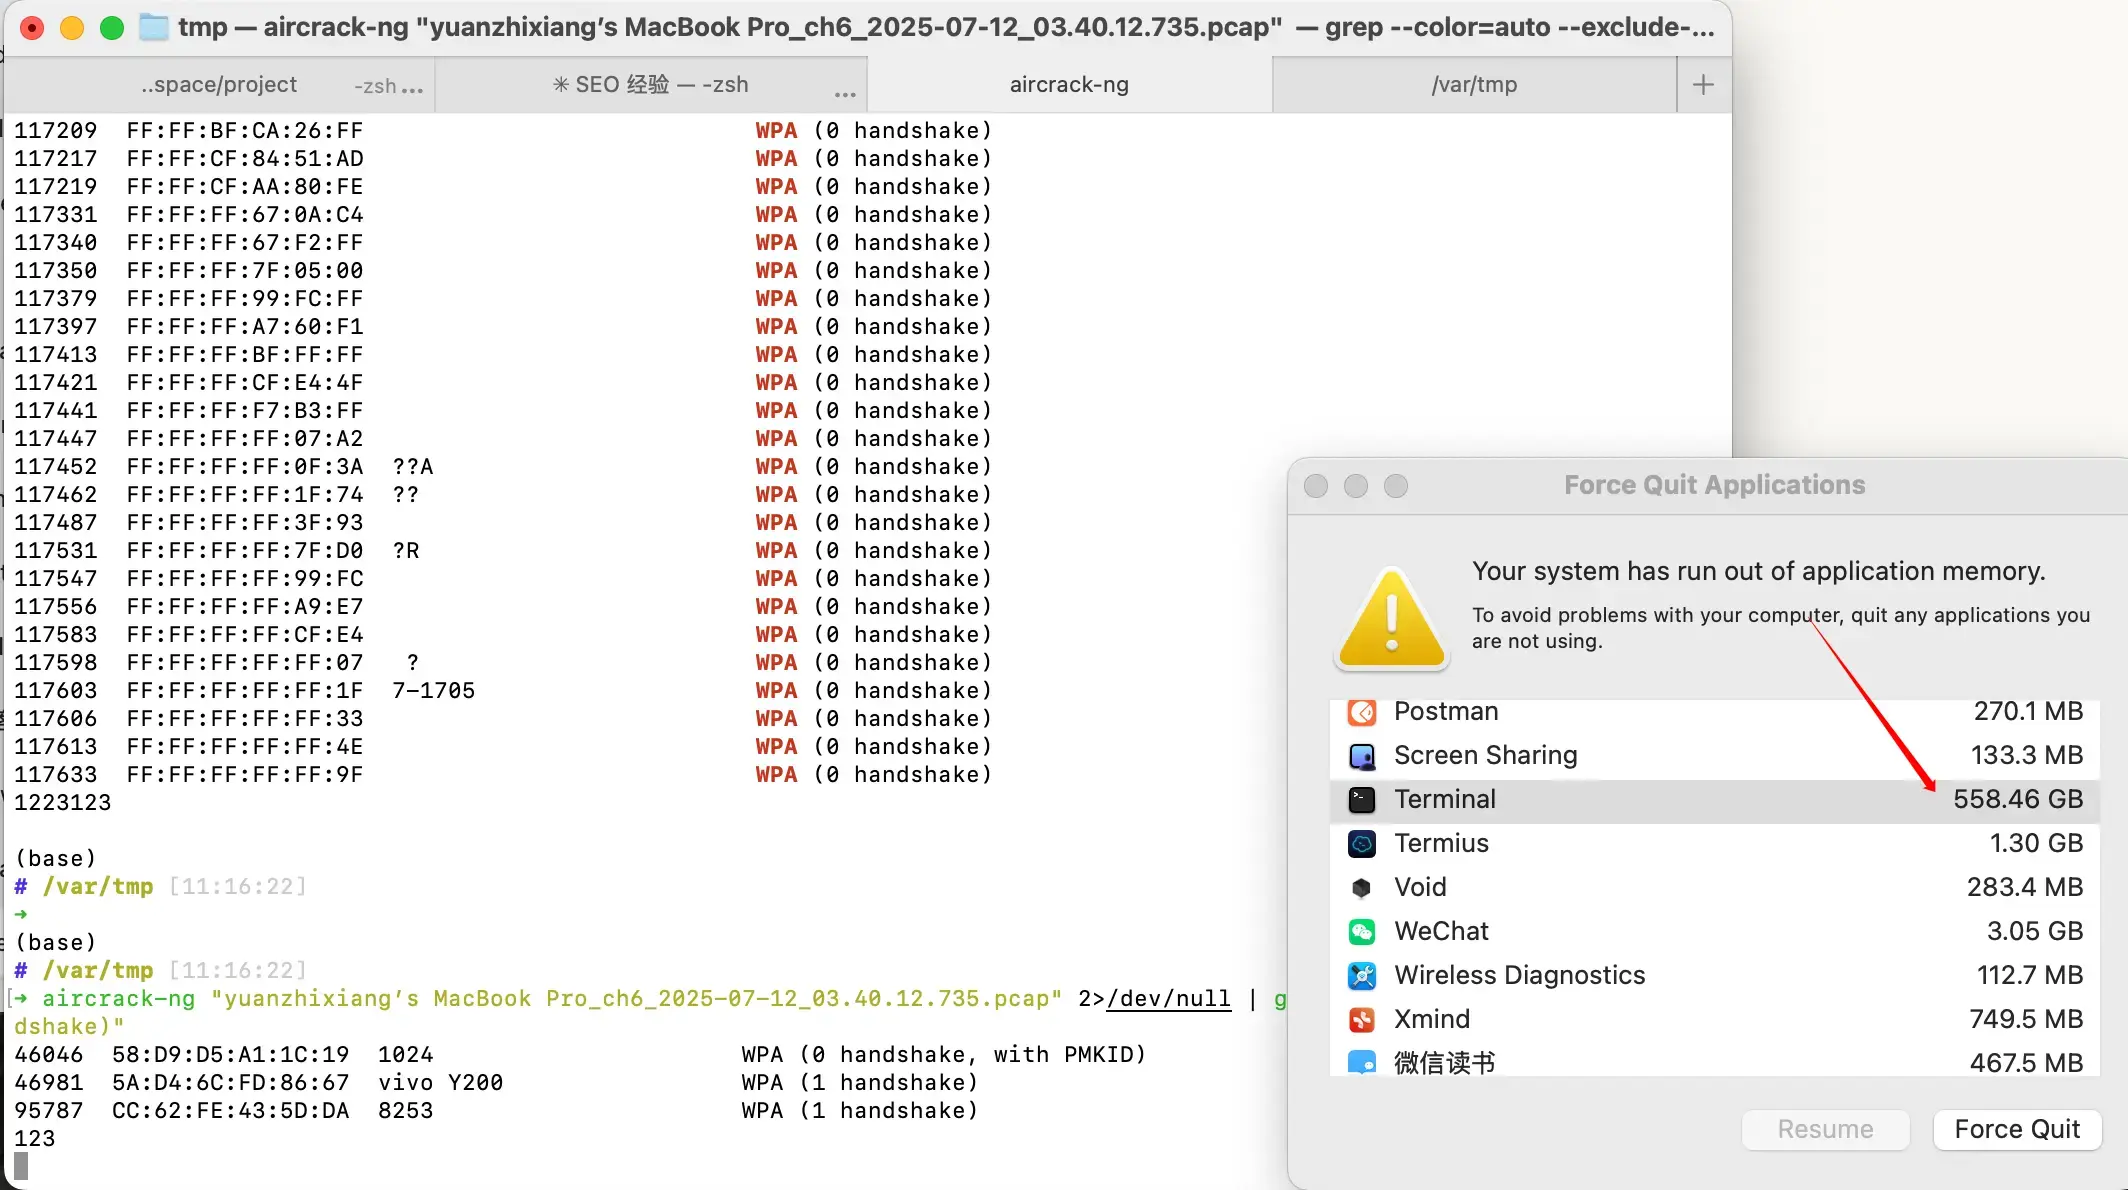 tmp — aircrack-ng "yuanzhixiang’s MacBook Pro_ch6_2025-07-12_03.40.12.735.pcap" — grep --color=auto --exclude-...
..space/project -zsh ...
✳ SEO 经验 — -zsh ...
aircrack-ng
/var/tmp
+
117209 FF:FF:BF:CA:26:FF WPA (0 handshake)
117217 FF:FF:CF:84:51:AD WPA (0 handshake)
117219 FF:FF:CF:AA:80:FE WPA (0 handshake)
117331 FF:FF:FF:67:0A:C4 WPA (0 handshake)
117340 FF:FF:FF:67:F2:FF WPA (0 handshake)
117350 FF:FF:FF:7F:05:00 WPA (0 handshake)
117379 FF:FF:FF:99:FC:FF WPA (0 handshake)
117397 FF:FF:FF:A7:60:F1 WPA (0 handshake)
117413 FF:FF:FF:BF:FF:FF WPA (0 handshake)
117421 FF:FF:FF:CF:E4:4F WPA (0 handshake)
117441 FF:FF:FF:F7:B3:FF WPA (0 handshake)
117447 FF:FF:FF:FF:07:A2 WPA (0 handshake)
117452 FF:FF:FF:FF:0F:3A ??A WPA (0 handshake)
117462 FF:FF:FF:FF:1F:74 ?? WPA (0 handshake)
117487 FF:FF:FF:FF:3F:93 WPA (0 handshake)
117531 FF:FF:FF:FF:7F:D0 ?R WPA (0 handshake)
117547 FF:FF:FF:FF:99:FC WPA (0 handshake)
117556 FF:FF:FF:FF:A9:E7 WPA (0 handshake)
117583 FF:FF:FF:FF:CF:E4 WPA (0 handshake)
117598 FF:FF:FF:FF:FF:07 ? WPA (0 handshake)
117603 FF:FF:FF:FF:FF:1F 7-1705 WPA (0 handshake)
117606 FF:FF:FF:FF:FF:33 WPA (0 handshake)
117613 FF:FF:FF:FF:FF:4E WPA (0 handshake)
117633 FF:FF:FF:FF:FF:9F WPA (0 handshake)
1223123
(base)
# /var/tmp [11:16:22]
→
(base)
# /var/tmp [11:16:22]
[→ aircrack-ng "yuanzhixiang’s MacBook Pro_ch6_2025-07-12_03.40.12.735.pcap" 2>/dev/null | g
dshake)"
46046 58:D9:D5:A1:1C:19 1024 WPA (0 handshake, with PMKID)
46981 5A:D4:6C:FD:86:67 vivo Y200 WPA (1 handshake)
95787 CC:62:FE:43:5D:DA 8253 WPA (1 handshake)
123
Force Quit Applications
Your system has run out of application memory.
To avoid problems with your computer, quit any applications you
are not using.
Postman 270.1 MB
Screen Sharing 133.3 MB
Terminal 558.46 GB
Termius 1.30 GB
Void 283.4 MB
WeChat 3.05 GB
Wireless Diagnostics 112.7 MB
Xmind 749.5 MB
微信读书 467.5 MB
Resume
Force Quit